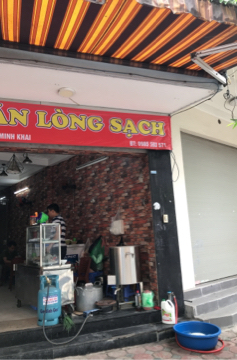 ÁN LÒNG SẠCH
MINH KHAI